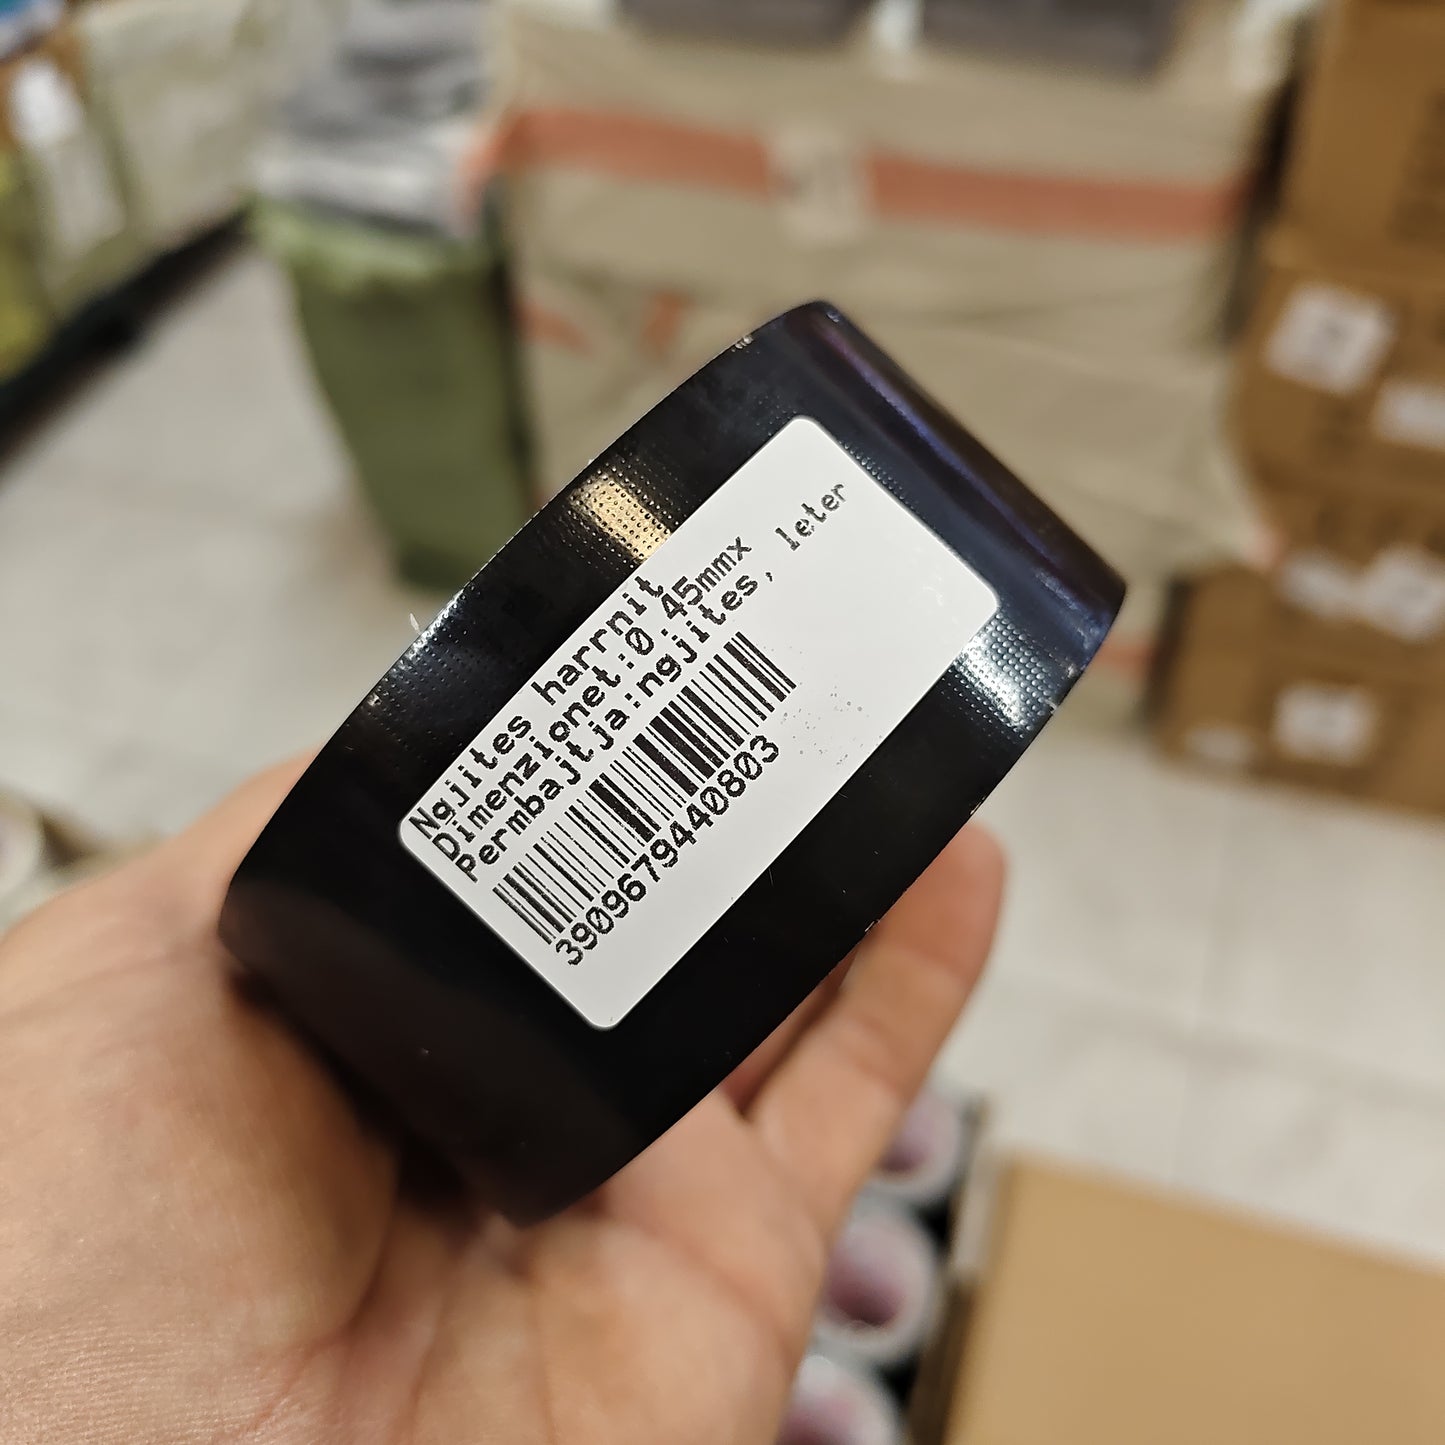 Ngjites harrnit
Dimenzionet:0 45mmx
Permbajtja:ngjites, leter
3909679440803